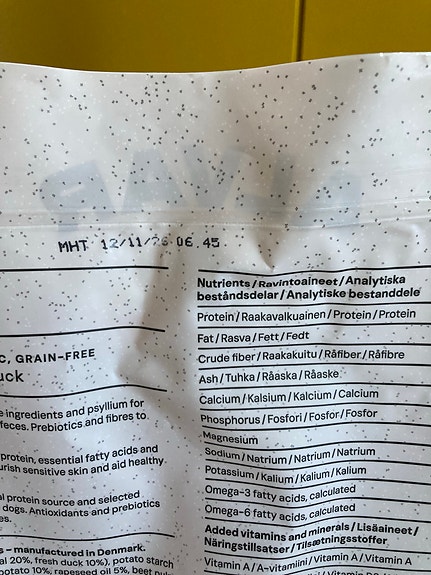 MHT 12/11/26 06 45
C, GRAIN-FREE
uck
e ingredients and psyllium for
feces. Prebiotics and fibres to
protein, essential fatty acids and
urish sensitive skin and aid healthy
al protein source and selected
dogs. Antioxidants and prebiotics
es.
s – manufactured in Denmark.
al 20%, fresh duck 10%), potato starch
potato 10%, rapeseed oil 5%, beet pulp
Nutrients / Ravintoaineet / Analytiska
beståndsdelar / Analytiske bestanddele
Protein / Raakavalkuainen / Protein / Protein
Fat / Rasva / Fett / Fedt
Crude fiber / Raakakuitu / Råfiber / Råfibre
Ash / Tuhka / Råaska / Råaske
Calcium / Kalsium / Kalcium / Calcium
Phosphorus / Fosfori / Fosfor / Fosfor
Magnesium
Sodium / Natrium / Natrium / Natrium
Potassium / Kalium / Kalium / Kalium
Omega-3 fatty acids, calculated
Omega-6 fatty acids, calculated
Added vitamins and minerals / Lisäaineet /
Näringstillsatser / Tilsætningsstoffer
Vitamin A / A-vitamiini / Vitamin A / Vitamin A